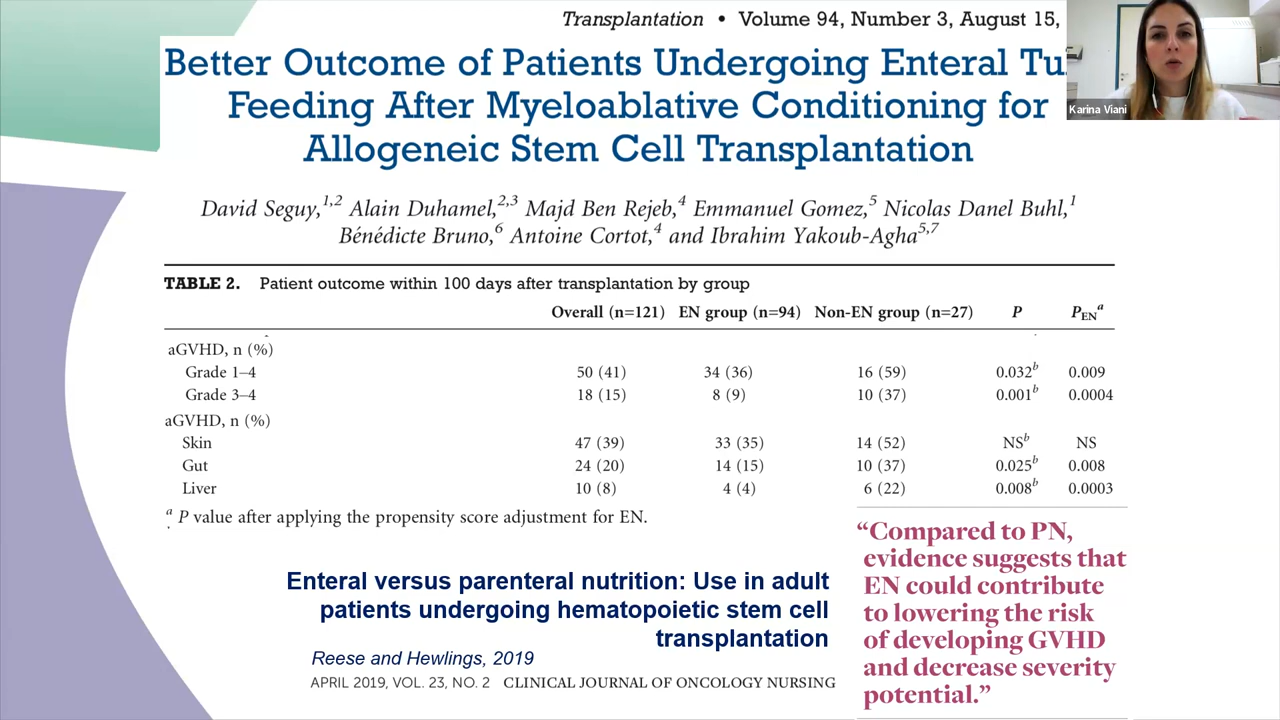 Transplantation • Volume 94, Number 3, August 15,
Karina Viani
Better Outcome of Patients Undergoing Enteral
Feeding After Myeloablative Conditioning for
Allogeneic Stem Cell Transplantation
David Seguy,1,2 Alain Duhamel,2,3 Majd Ben Rejeb,4 Emmanuel Gomez,5 Nicolas Danel Buhl,1
Bénédicte Bruno,6 Antoine Cortot,4 and Ibrahim Yakoub-Agha5,7
TABLE 2. Patient outcome within 100 days after transplantation by group
Overall (n=121) EN group (n=94) Non-EN group (n=27) P PENa
aGVHD, n (%)
Grade 1–4 50 (41) 34 (36) 16 (59) 0.032b 0.009
Grade 3–4 18 (15) 8 (9) 10 (37) 0.001b 0.0004
aGVHD, n (%)
Skin 47 (39) 33 (35) 14 (52) NSb NS
Gut 24 (20) 14 (15) 10 (37) 0.025b 0.008
Liver 10 (8) 4 (4) 6 (22) 0.008b 0.0003
a P value after applying the propensity score adjustment for EN.
Enteral versus parenteral nutrition: Use in adult
patients undergoing hematopoietic stem cell
transplantation
Reese and Hewlings, 2019
APRIL 2019, VOL. 23, NO. 2 CLINICAL JOURNAL OF ONCOLOGY NURSING
“Compared to PN,
evidence suggests that
EN could contribute
to lowering the risk
of developing GVHD
and decrease severity
potential.”